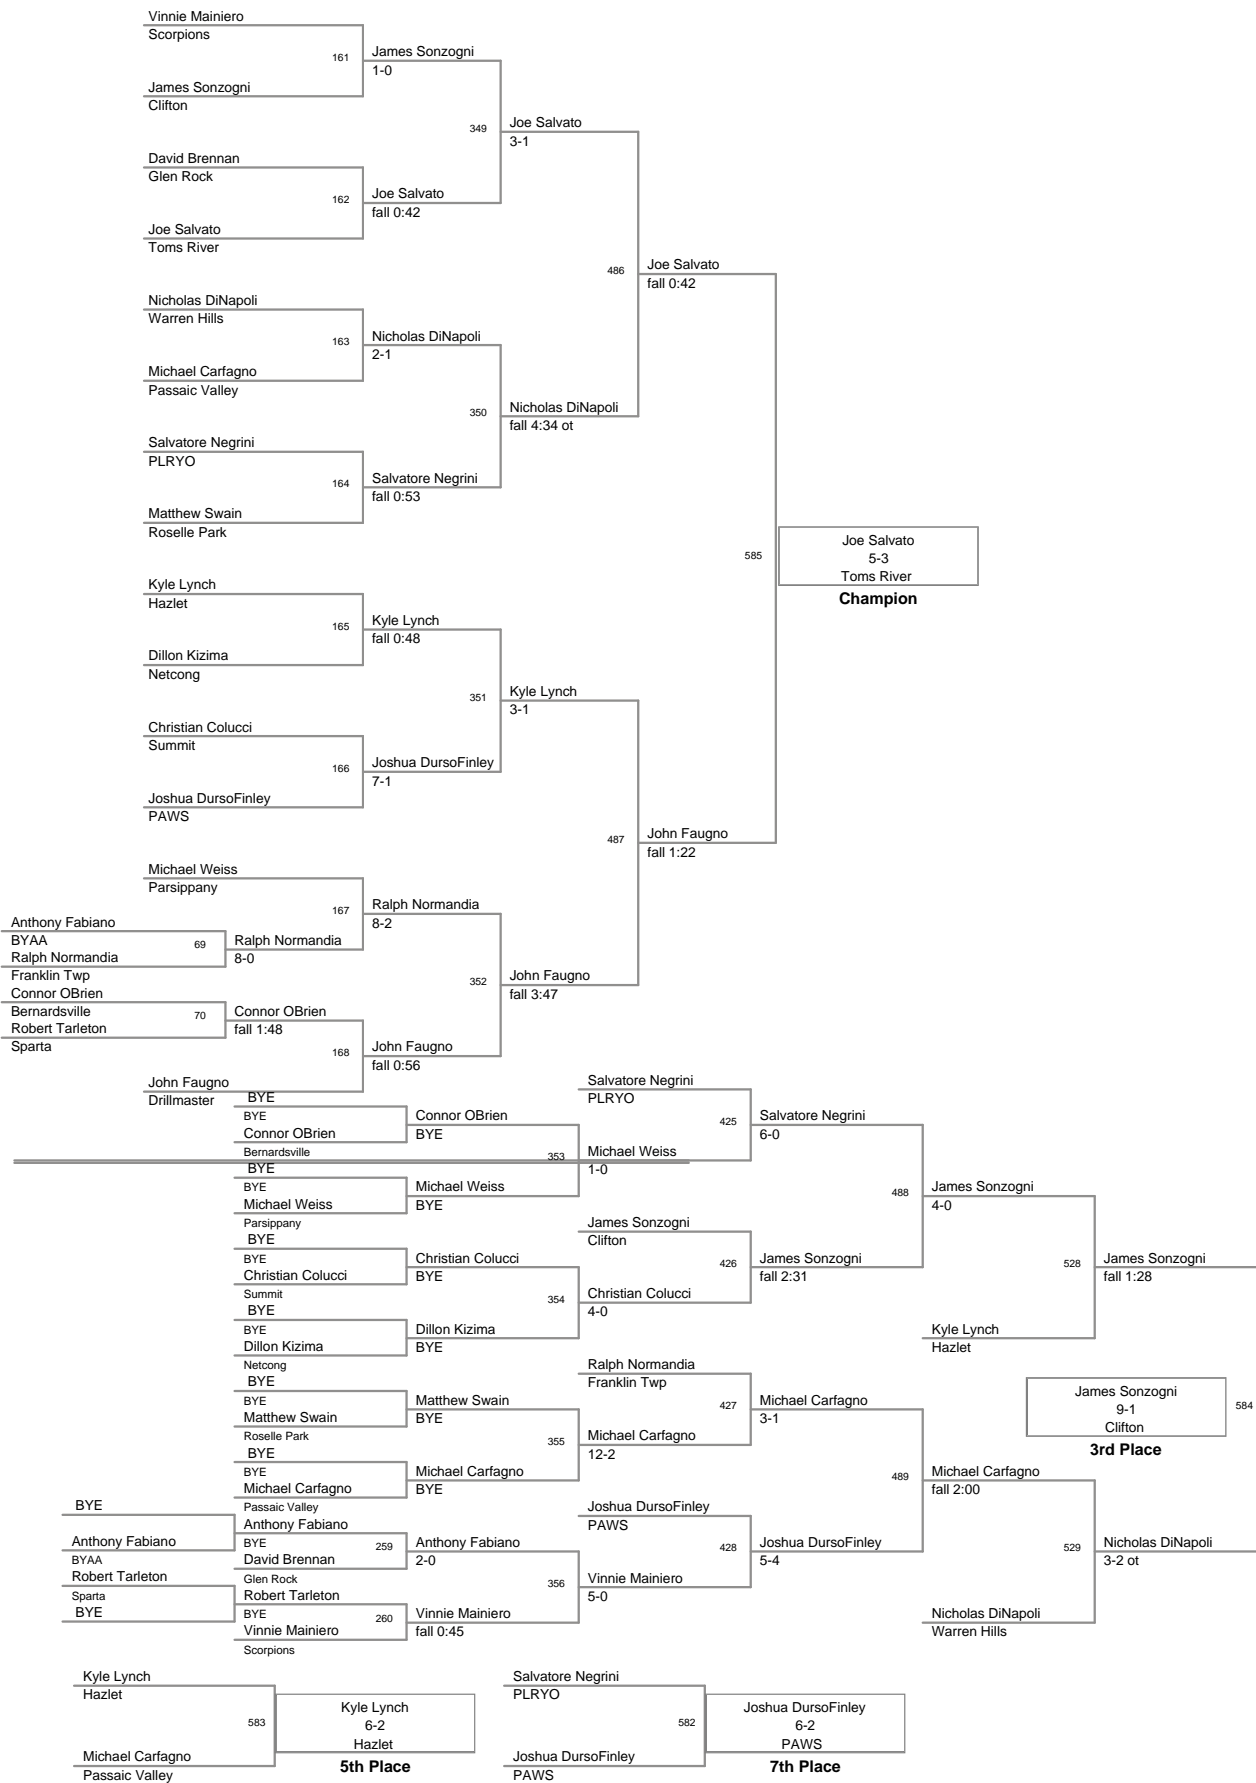 Vinnie Mainiero
Scorpions
161
James Sonzogni
1-0
James Sonzogni
Clifton
349
Joe Salvato
3-1
David Brennan
Glen Rock
162
Joe Salvato
fall 0:42
Joe Salvato
Toms River
486
Joe Salvato
fall 0:42
Nicholas DiNapoli
Warren Hills
163
Nicholas DiNapoli
2-1
Michael Carfagno
Passaic Valley
350
Nicholas DiNapoli
fall 4:34 ot
Salvatore Negrini
PLRYO
164
Salvatore Negrini
fall 0:53
Matthew Swain
Roselle Park
585
Joe Salvato
5-3
Toms River
Champion
Kyle Lynch
Hazlet
165
Kyle Lynch
fall 0:48
Dillon Kizima
Netcong
351
Kyle Lynch
3-1
Christian Colucci
Summit
166
Joshua DursoFinley
7-1
Joshua DursoFinley
PAWS
487
John Faugno
fall 1:22
Michael Weiss
Parsippany
167
Ralph Normandia
8-2
Anthony Fabiano
BYAA
69
Ralph Normandia
8-0
Ralph Normandia
Franklin Twp
352
John Faugno
fall 3:47
Connor OBrien
Bernardsville
70
Connor OBrien
fall 1:48
Robert Tarleton
Sparta
168
John Faugno
fall 0:56
John Faugno
Drillmaster
BYE
BYE
Connor OBrien
Bernardsville
Connor OBrien
BYE
353
Michael Weiss
1-0
Salvatore Negrini
PLRYO
425
Salvatore Negrini
6-0
BYE
BYE
Michael Weiss
Parsippany
Michael Weiss
BYE
488
James Sonzogni
4-0
BYE
BYE
Christian Colucci
Summit
Christian Colucci
BYE
James Sonzogni
Clifton
426
James Sonzogni
fall 2:31
354
Christian Colucci
4-0
528
James Sonzogni
fall 1:28
BYE
BYE
Dillon Kizima
Netcong
Dillon Kizima
BYE
Kyle Lynch
Hazlet
BYE
BYE
Matthew Swain
Roselle Park
Matthew Swain
BYE
Ralph Normandia
Franklin Twp
427
Michael Carfagno
3-1
355
Michael Carfagno
12-2
James Sonzogni
9-1
Clifton
584
3rd Place
BYE
BYE
Michael Carfagno
Passaic Valley
Michael Carfagno
BYE
489
Michael Carfagno
fall 2:00
BYE
Anthony Fabiano
BYAA
Anthony Fabiano
BYE
259
David Brennan
Glen Rock
Anthony Fabiano
2-0
Joshua DursoFinley
PAWS
428
Joshua DursoFinley
5-4
529
Nicholas DiNapoli
3-2 ot
356
Vinnie Mainiero
5-0
Robert Tarleton
Sparta
BYE
Robert Tarleton
BYE
260
Vinnie Mainiero
Scorpions
Vinnie Mainiero
fall 0:45
Nicholas DiNapoli
Warren Hills
Kyle Lynch
Hazlet
583
Kyle Lynch
6-2
Hazlet
5th Place
Michael Carfagno
Passaic Valley
Salvatore Negrini
PLRYO
582
Joshua DursoFinley
6-2
PAWS
7th Place
Joshua DursoFinley
PAWS